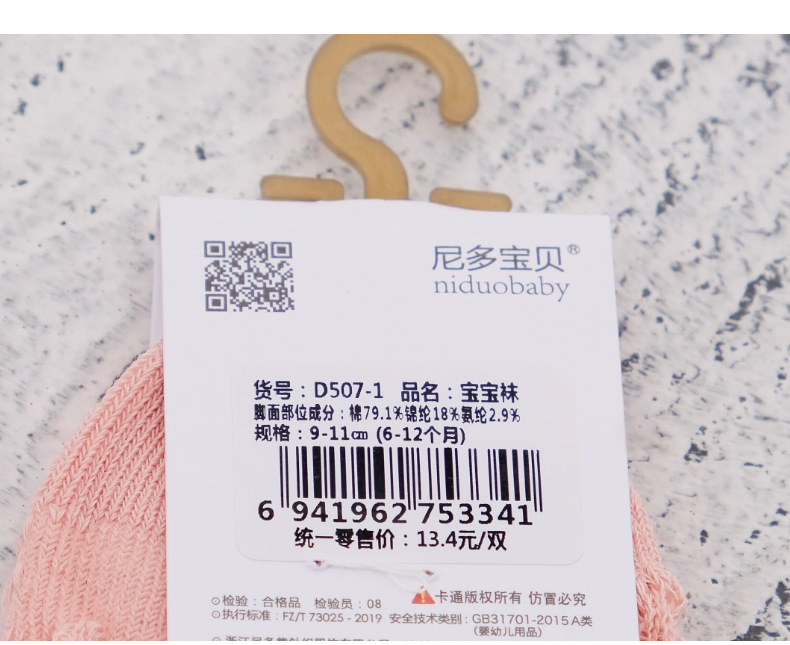 尼多宝贝®
niduobaby
货号：D507-1 品名：宝宝袜
脚面部位成分：棉79.1%锦纶18%氨纶2.9%
规格：9-11㎝ (6-12个月)
6 941962 753341
统一零售价：13.4元/双
卡通版权所有 仿冒必究
⊙检验：合格品 检验员：08
⊙执行标准：FZ/T 73025 - 2019 安全技术类别：GB31701-2015 A类
(婴幼儿用品)